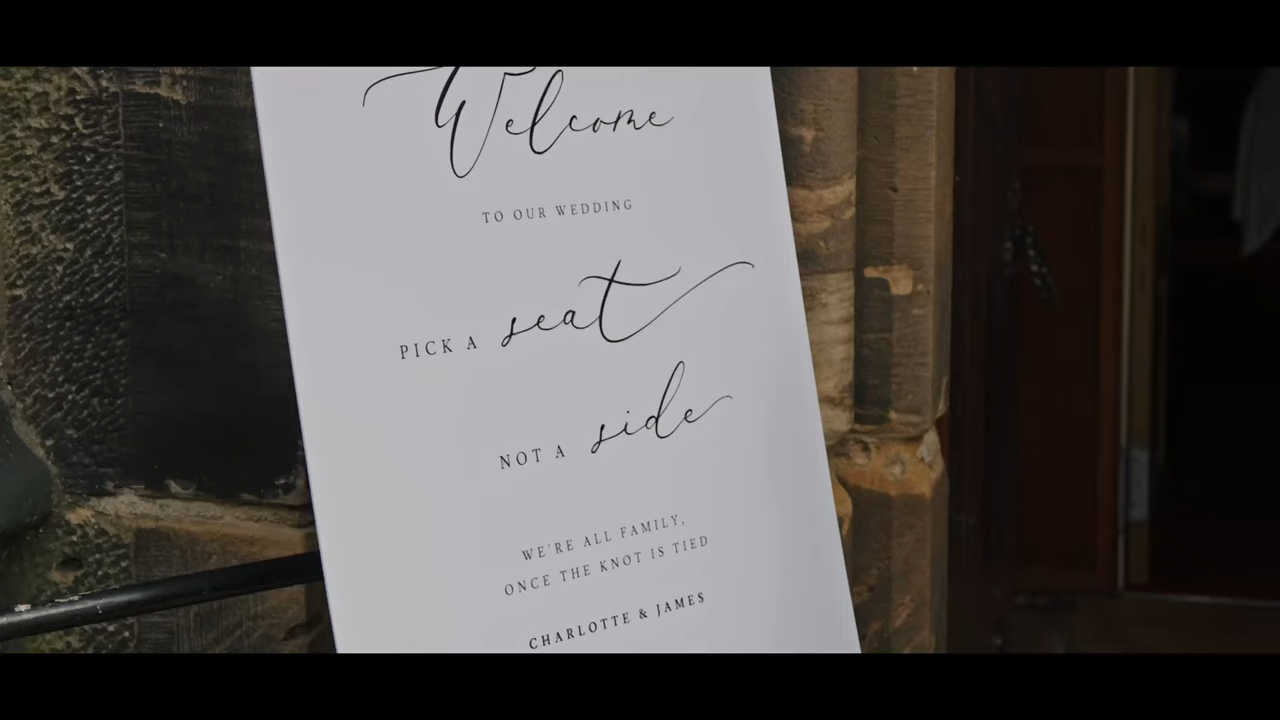 Welcome
TO OUR WEDDING
PICK A seat
NOT A side
WE'RE ALL FAMILY,
ONCE THE KNOT IS TIED
CHARLOTTE & JAMES